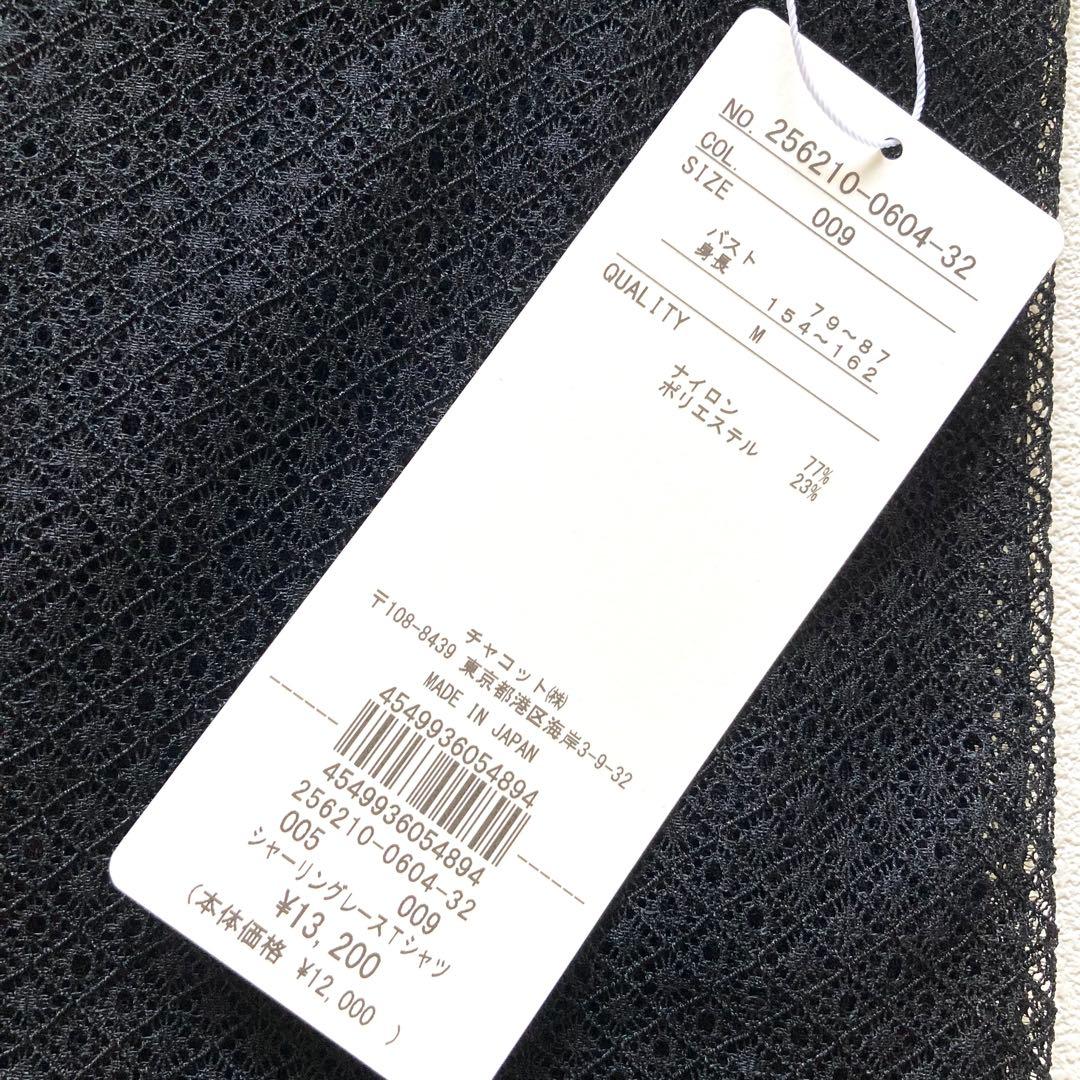 NO. 256210-0604-32
COL. 009
SIZE
バスト 79～87
身長 154～162
M
QUALITY
ナイロン 77%
ポリエステル 23%
チャコット㈱
〒108-8439 東京都港区海岸3-9-32
MADE IN JAPAN
4549936054894
4549936054894
256210-0604-32
005 009
シャーリングレースTシャツ
¥13,200
(本体価格 ¥12,000 )